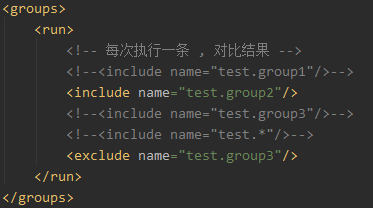 <groups>
<run>
<!-- 每次执行一条 , 对比结果 -->
<!--<include name="test.group1"/>-->
<include name="test.group2"/>
<!--<include name="test.group3"/>-->
<!--<include name="test.*"/>-->
<exclude name="test.group3"/>
</run>
</groups>